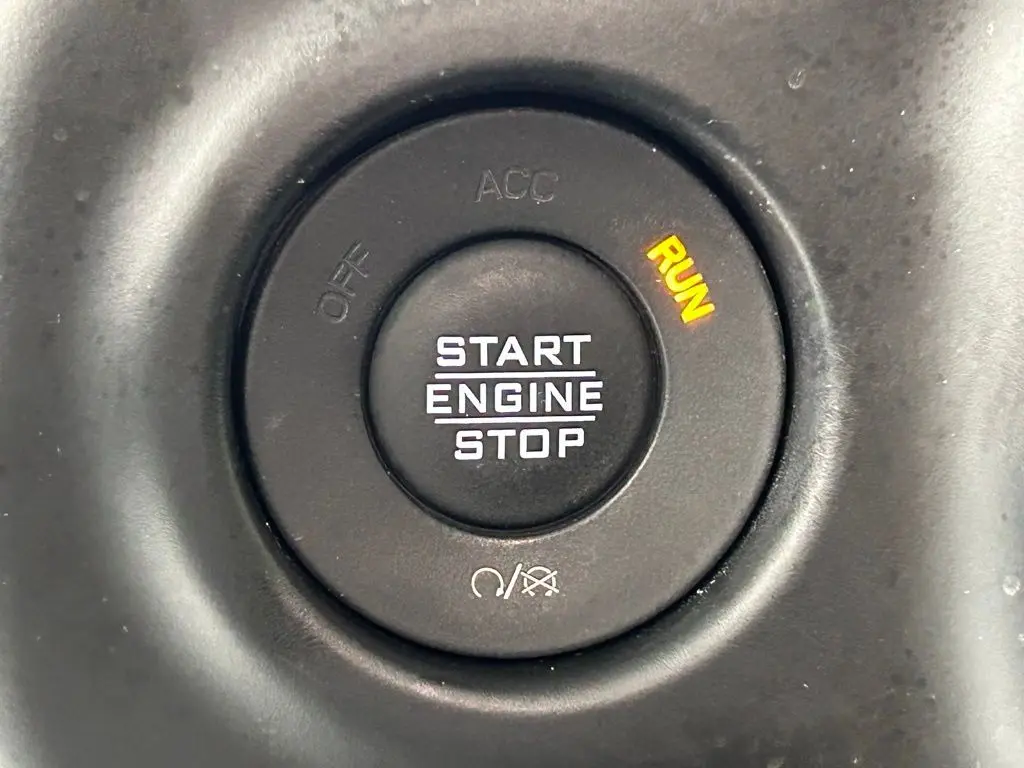 ACC
OFF
RUN
START
ENGINE
STOP